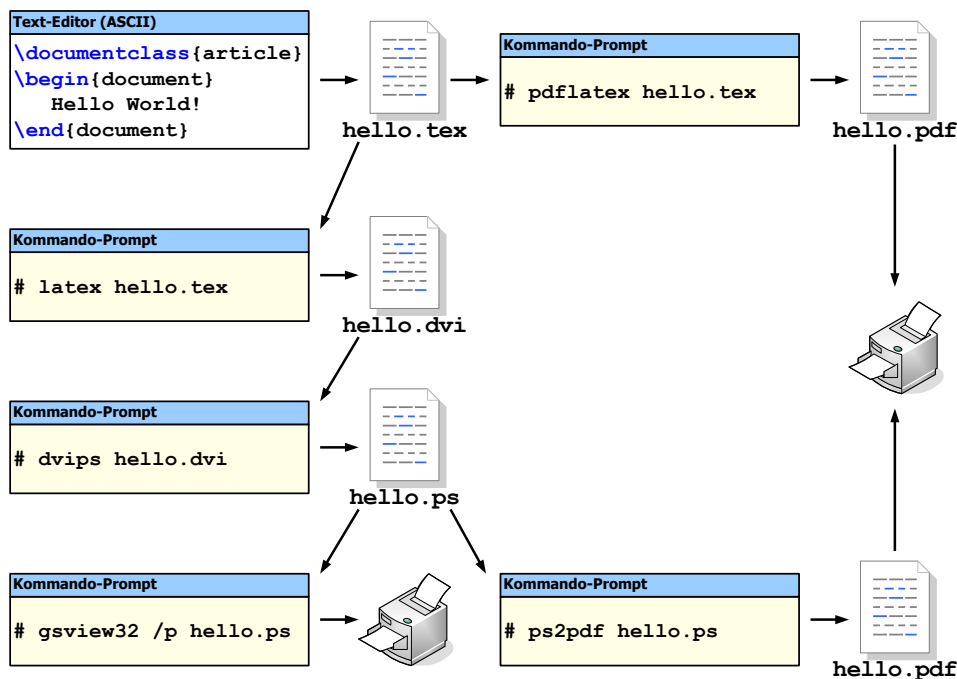 Text-Editor (ASCII)
\documentclass{article}
\begin{document}
Hello World!
\end{document}
hello.tex
Kommando-Prompt
# pdflatex hello.tex
hello.pdf
Kommando-Prompt
# latex hello.tex
hello.dvi
Kommando-Prompt
# dvips hello.dvi
hello.ps
Kommando-Prompt
# gsview32 /p hello.ps
Kommando-Prompt
# ps2pdf hello.ps
hello.pdf